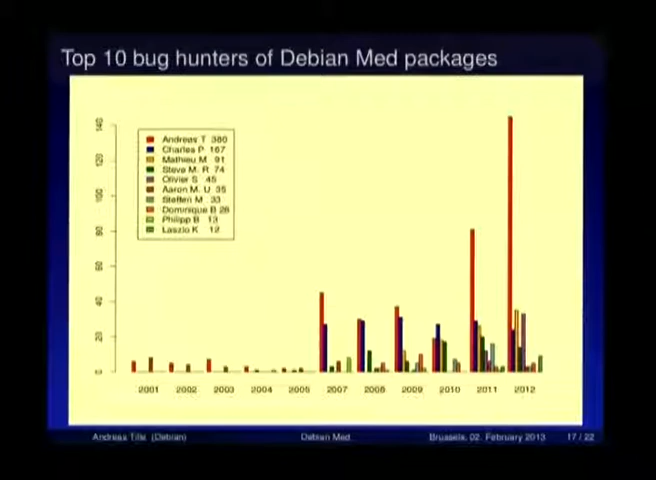 Top 10 bug hunters of Debian Med packages
140
120
100
80
60
40
20
0
Andreas T 380
Charles P 167
Mathieu M 91
Steve M. R 74
Olivier S 45
Aaron M. U 35
Steffen M 33
Dominique B 28
Philipp B 13
Laszlo K 12
2001 2002 2003 2004 2005 2007 2008 2009 2010 2011 2012
Andreas Tille (Debian) Debian Med Brussels, 02. February 2013 17 / 22